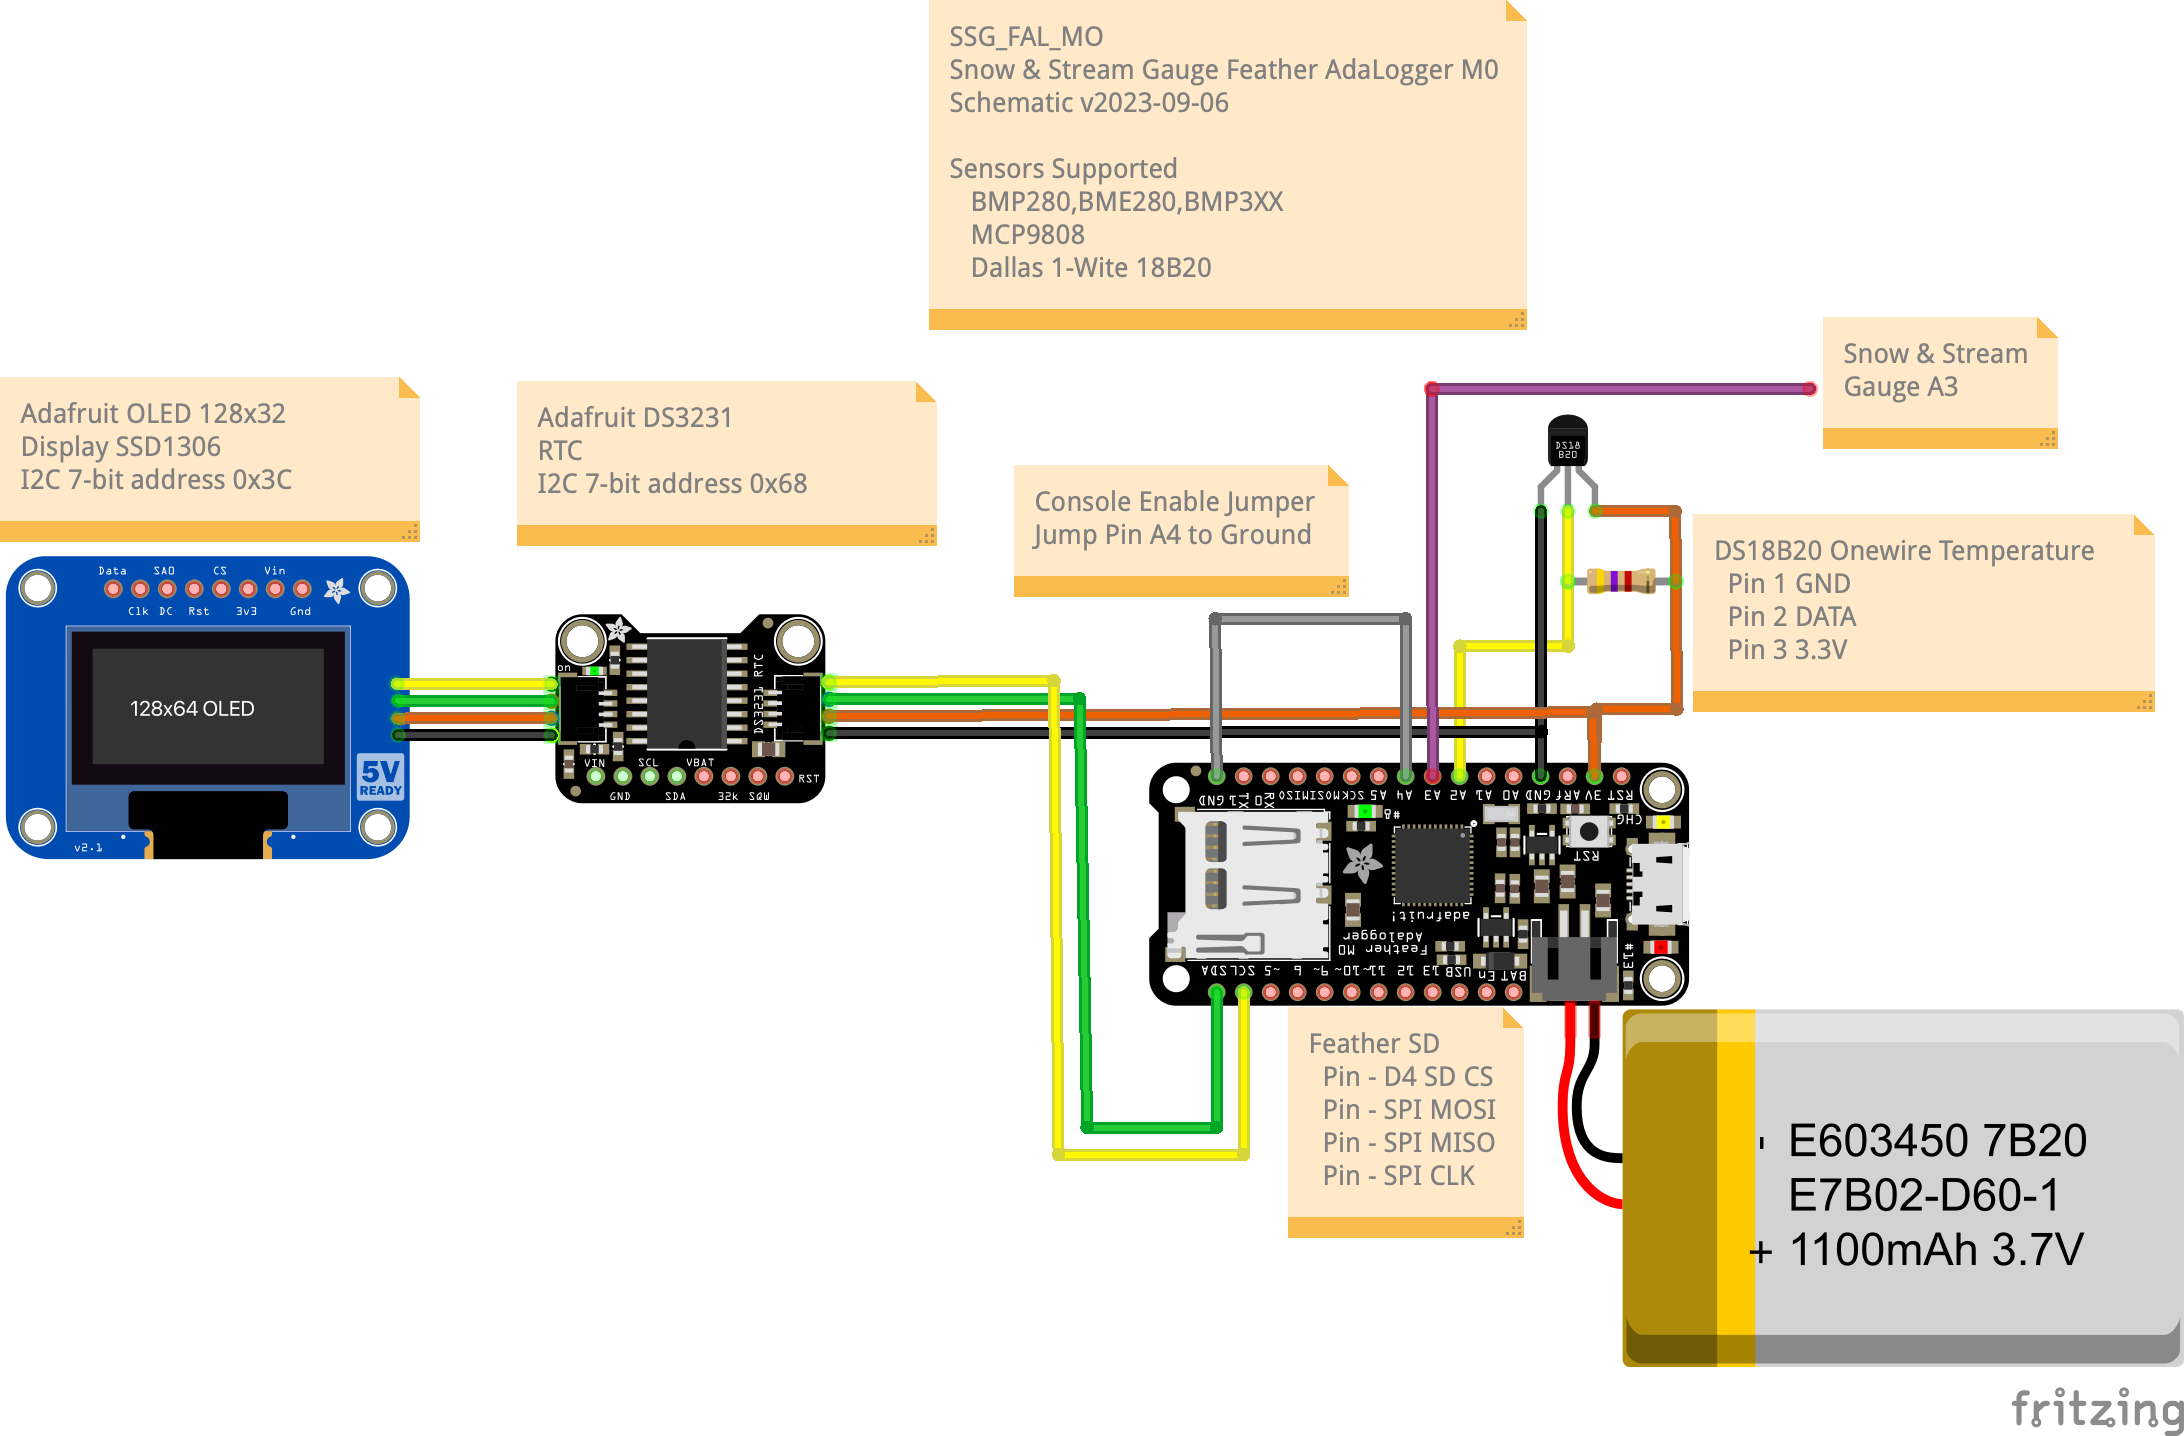 SSG_FAL_MO
Snow & Stream Gauge Feather AdaLogger M0
Schematic v2023-09-06
Sensors Supported
BMP280,BME280,BMP3XX
MCP9808
Dallas 1-Wite 18B20
Snow & Stream
Gauge A3
Adafruit OLED 128x32
Display SSD1306
I2C 7-bit address 0x3C
Adafruit DS3231
RTC
I2C 7-bit address 0x68
Console Enable Jumper
Jump Pin A4 to Ground
DS18
B20
DS18B20 Onewire Temperature
Pin 1 GND
Pin 2 DATA
Pin 3 3.3V
Data SA0 CS Vin
Clk DC Rst 3v3 Gnd
128x64 OLED
5V
READY
v2.1
on
DS3231 RTC
VIN SCL VBAT
GND SDA 32k SQW RST
GND TX 1 RX 0 MISO MOSI SCK A5 A4 A3 A2 A1 A0 GND ARf 3V RST
#8
CHG
RST
adafruit!
Feather M0
Adalogger
#13
SDA SCL ~5 6 ~9 ~10 ~11 12 13 USB En BAT
Feather SD
Pin - D4 SD CS
Pin - SPI MOSI
Pin - SPI MISO
Pin - SPI CLK
- E603450 7B20
E7B02-D60-1
+ 1100mAh 3.7V
fritzing